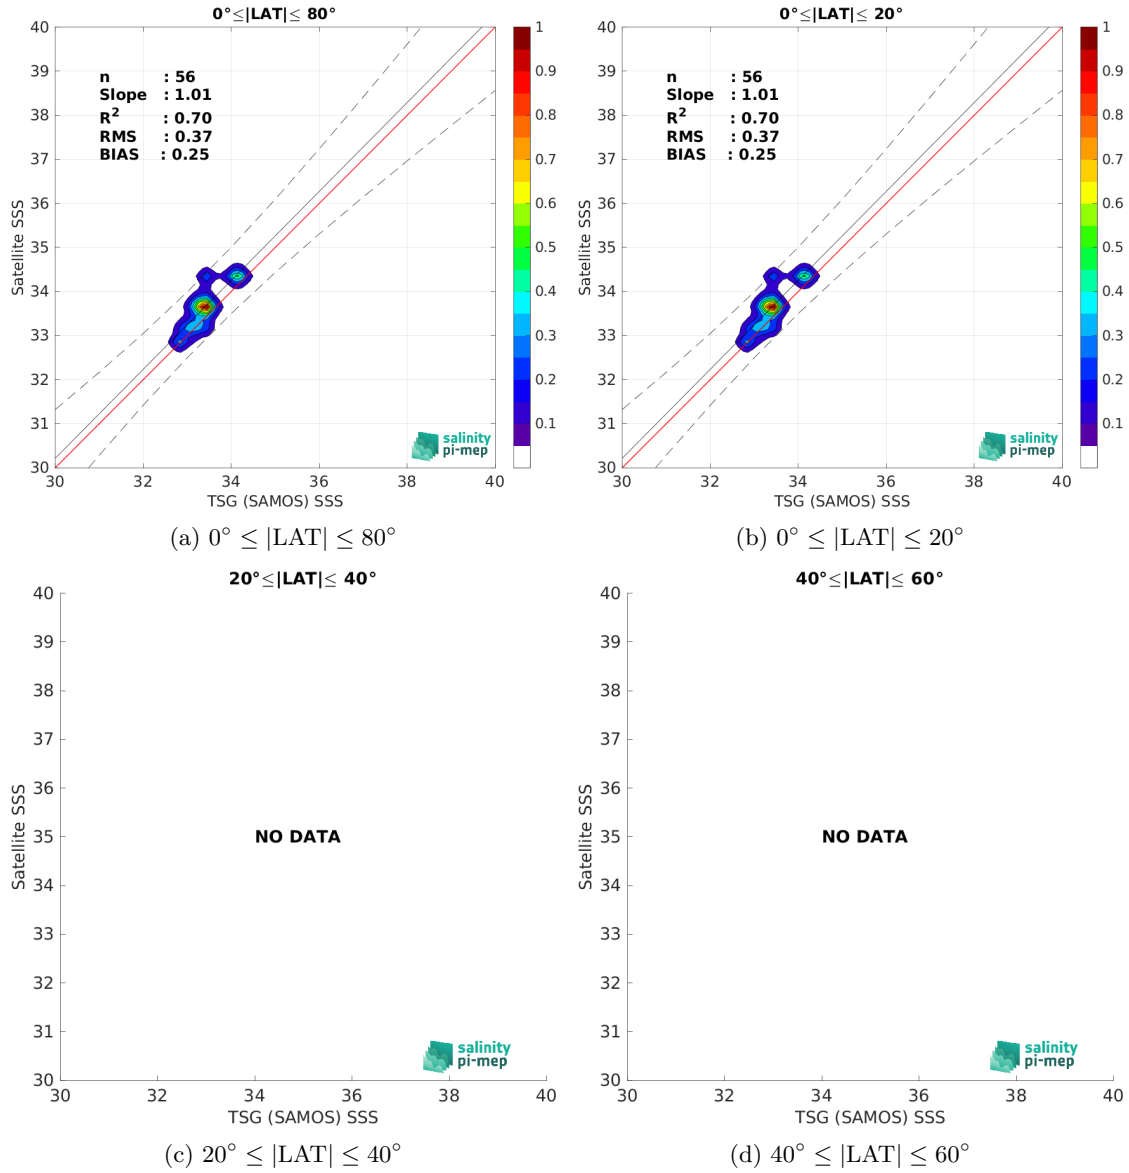 0°≤|LAT|≤ 80°
40
39
38
37
36
35
34
33
32
31
30
30
32
34
36
38
40
Satellite SSS
TSG (SAMOS) SSS
n : 56
Slope : 1.01
R² : 0.70
RMS : 0.37
BIAS : 0.25
1
0.9
0.8
0.7
0.6
0.5
0.4
0.3
0.2
0.1
salinity
pi-mep
(a) 0° ≤ |LAT| ≤ 80°
0°≤|LAT|≤ 20°
40
39
38
37
36
35
34
33
32
31
30
30
32
34
36
38
40
Satellite SSS
TSG (SAMOS) SSS
n : 56
Slope : 1.01
R² : 0.70
RMS : 0.37
BIAS : 0.25
1
0.9
0.8
0.7
0.6
0.5
0.4
0.3
0.2
0.1
salinity
pi-mep
(b) 0° ≤ |LAT| ≤ 20°
20°≤|LAT|≤ 40°
40
39
38
37
36
35
34
33
32
31
30
30
32
34
36
38
40
Satellite SSS
TSG (SAMOS) SSS
NO DATA
salinity
pi-mep
(c) 20° ≤ |LAT| ≤ 40°
40°≤|LAT|≤ 60°
40
39
38
37
36
35
34
33
32
31
30
30
32
34
36
38
40
Satellite SSS
TSG (SAMOS) SSS
NO DATA
salinity
pi-mep
(d) 40° ≤ |LAT| ≤ 60°